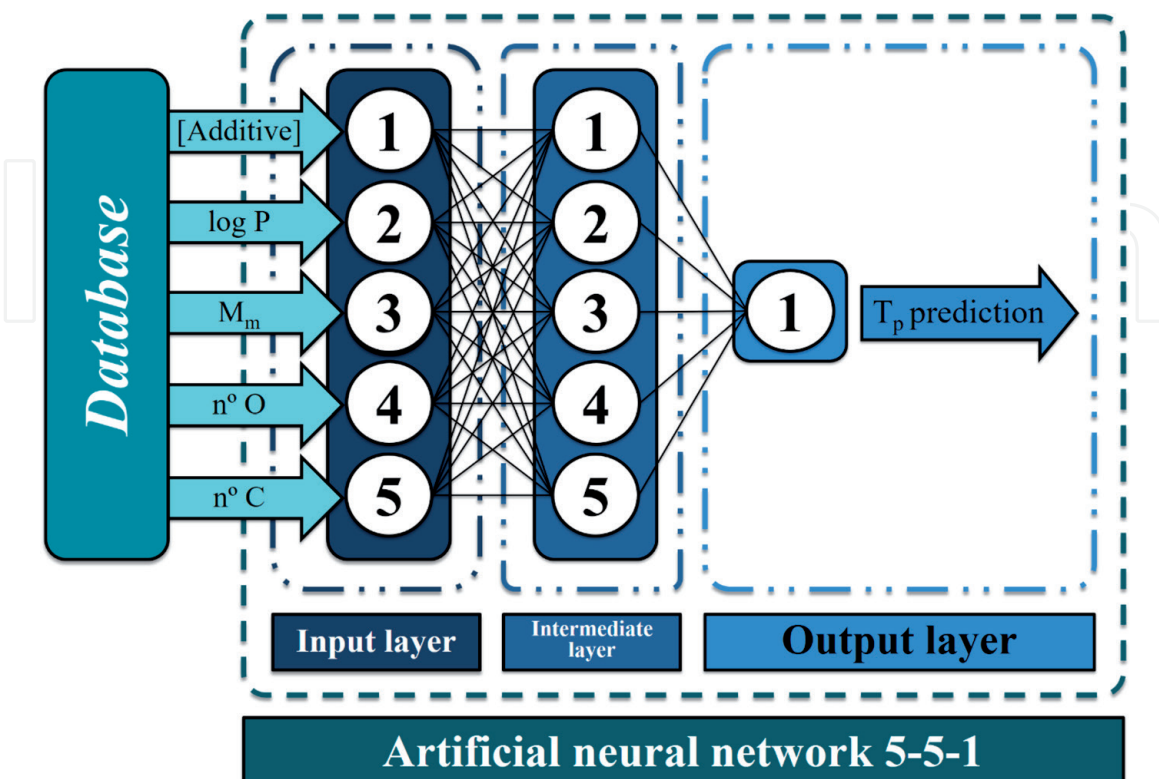 Database
[Additive]
log P
Mₘ
nº O
nº C
1
2
3
4
5
1
2
3
4
5
1
Tₚ prediction
Input layer
Intermediate
layer
Output layer
Artificial neural network 5-5-1